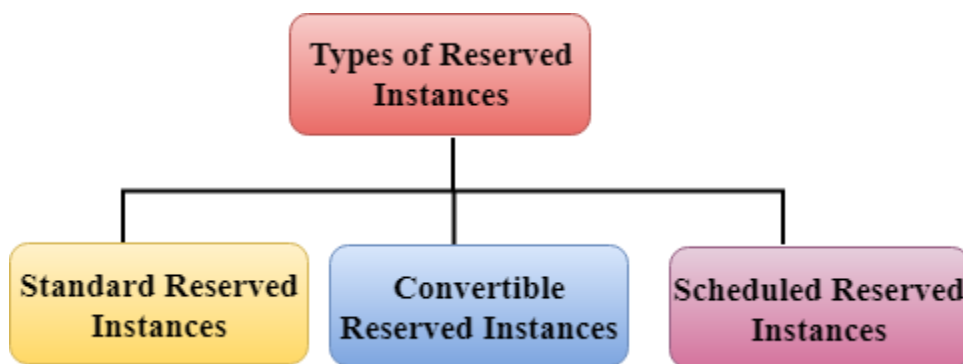 Types of Reserved
Instances
Standard Reserved
Instances
Convertible
Reserved Instances
Scheduled Reserved
Instances